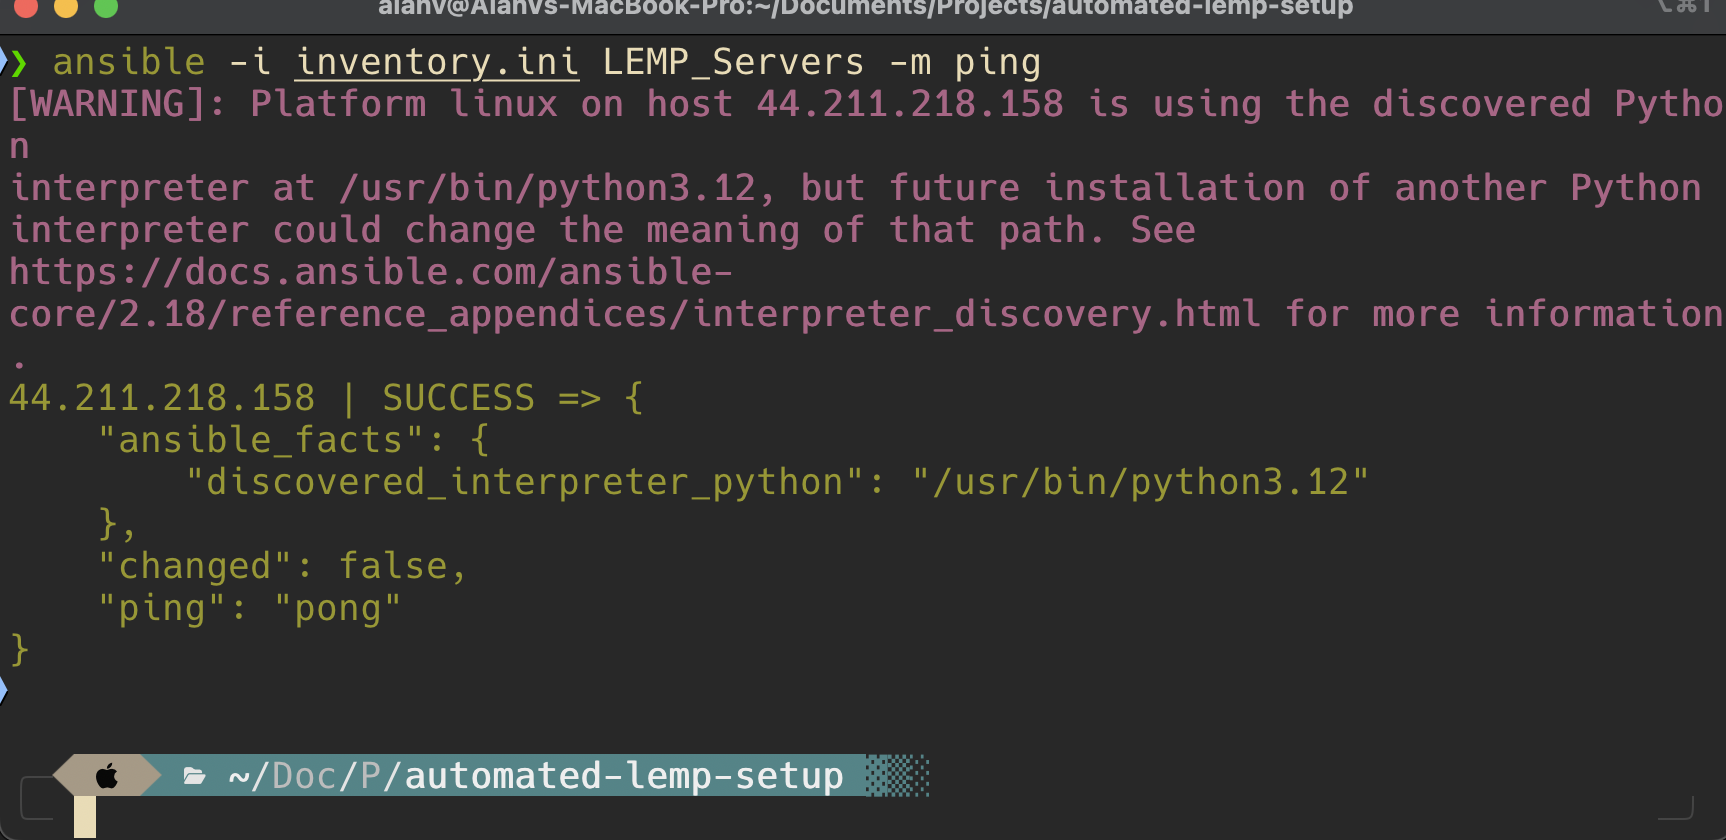 alanv@AlanVs-MacBook-Pro:~/Documents/Projects/automated-lemp-setup
❯ ansible -i inventory.ini LEMP_Servers -m ping
[WARNING]: Platform linux on host 44.211.218.158 is using the discovered Pytho
n
interpreter at /usr/bin/python3.12, but future installation of another Python
interpreter could change the meaning of that path. See
https://docs.ansible.com/ansible-
core/2.18/reference_appendices/interpreter_discovery.html for more information
.
44.211.218.158 | SUCCESS => {
    "ansible_facts": {
        "discovered_interpreter_python": "/usr/bin/python3.12"
    },
    "changed": false,
    "ping": "pong"
}
~/Doc/P/automated-lemp-setup